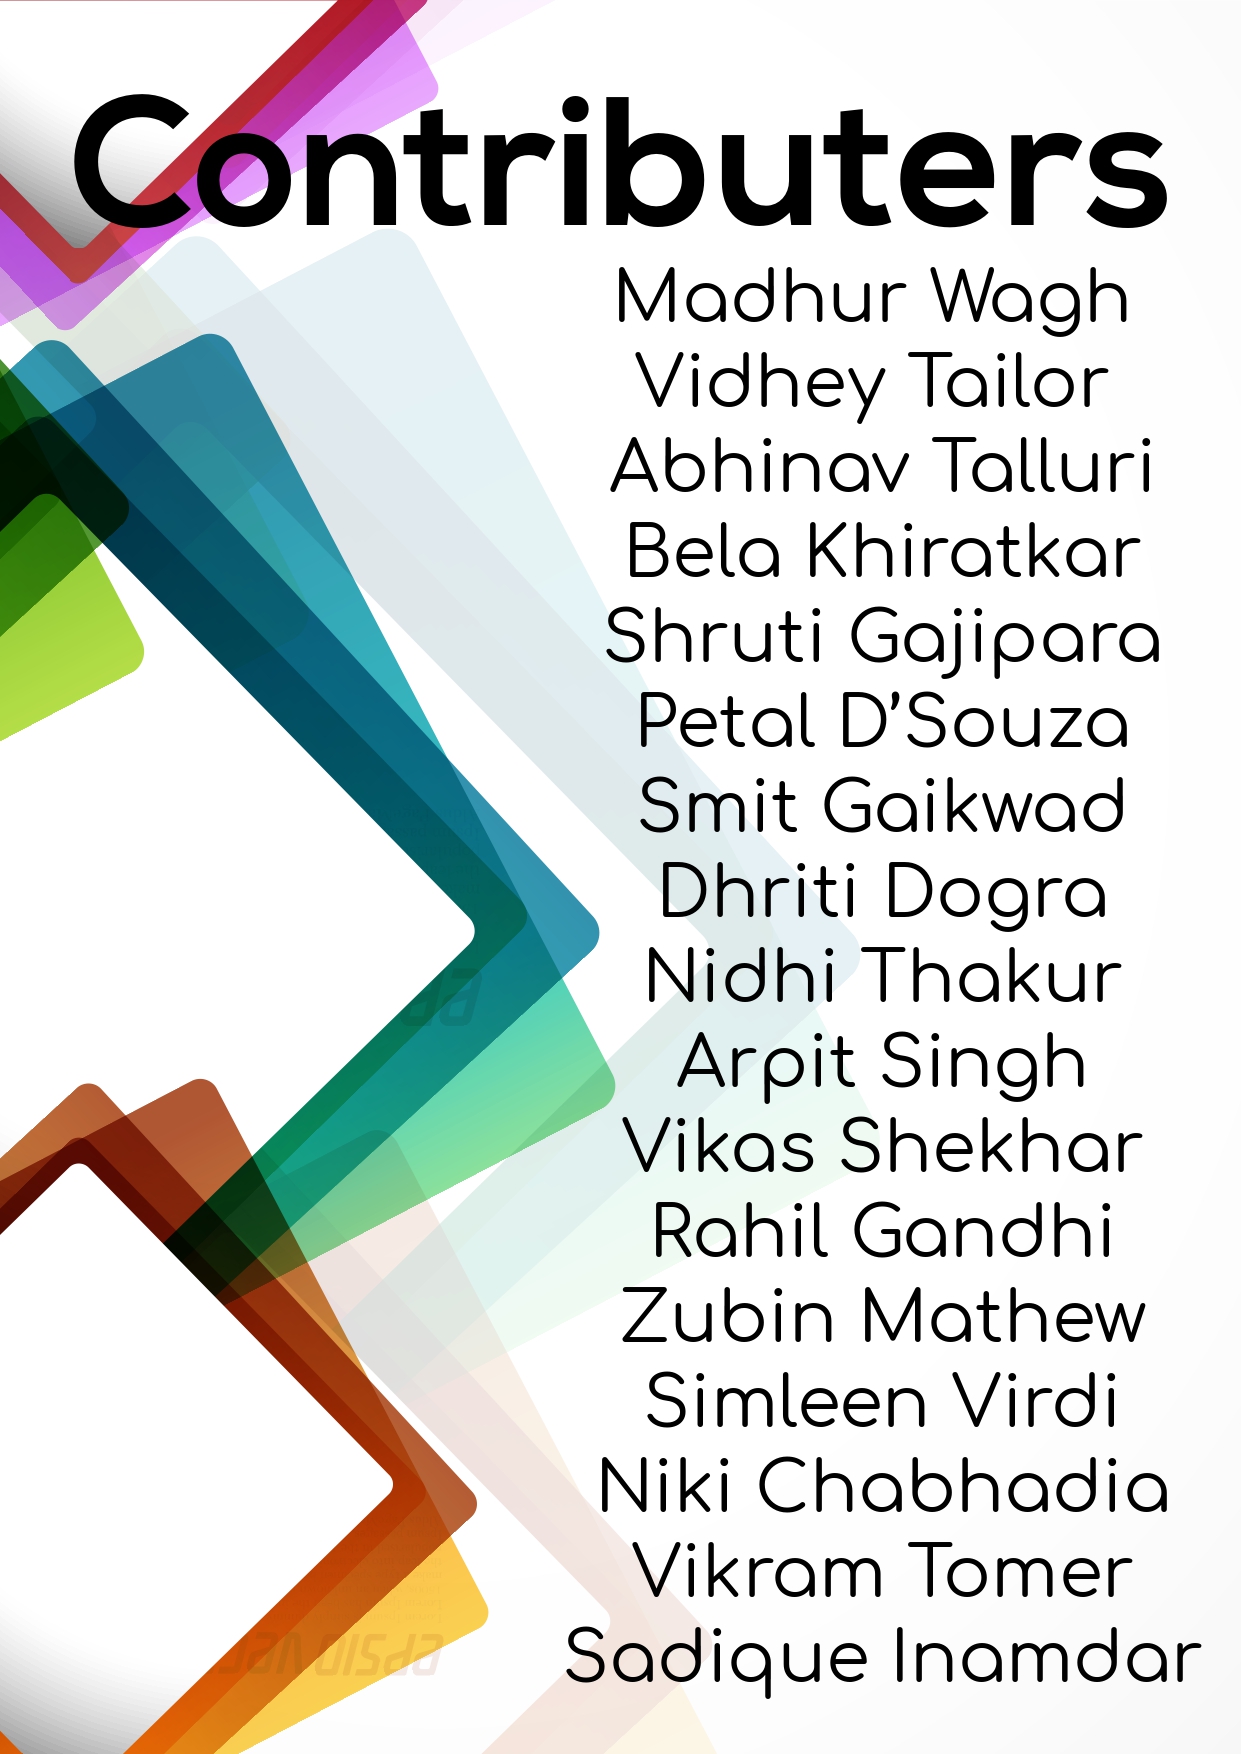 Contributers
Madhur Wagh
Vidhey Tailor
Abhinav Talluri
Bela Khiratkar
Shruti Gajipara
Petal D’Souza
Smit Gaikwad
Dhriti Dogra
Nidhi Thakur
Arpit Singh
Vikas Shekhar
Rahil Gandhi
Zubin Mathew
Simleen Virdi
Niki Chabhadia
Vikram Tomer
Sadique Inamdar